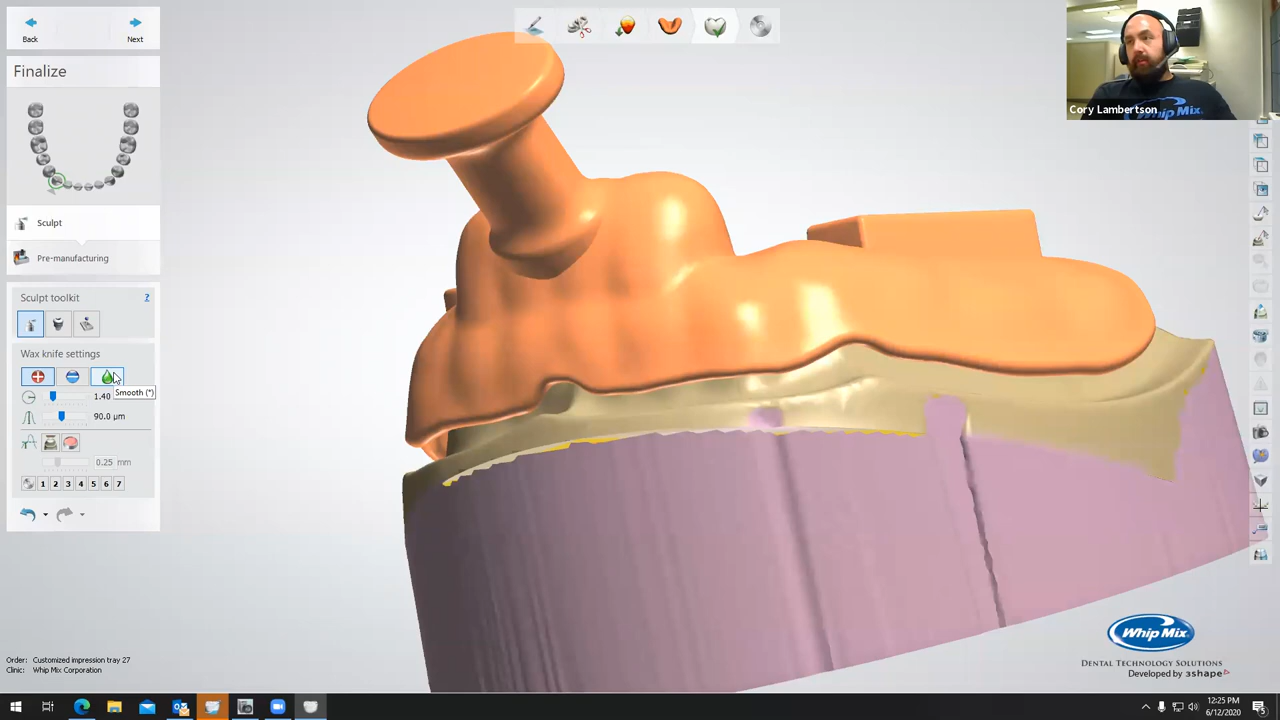 Back
Next
Finalize
Sculpt
Pre-manufacturing
Sculpt toolkit
?
Wax knife settings
Smooth (*)
1.40
90.0 µm
0.25 mm
1 2 3 4 5 6 7
Order: Customized impression tray 27
Clinic: Whip Mix Corporation
Cory Lambertson
Whip Mix
Whip Mix
DENTAL TECHNOLOGY SOLUTIONS
Developed by 3shape
12:25 PM
6/12/2020
5